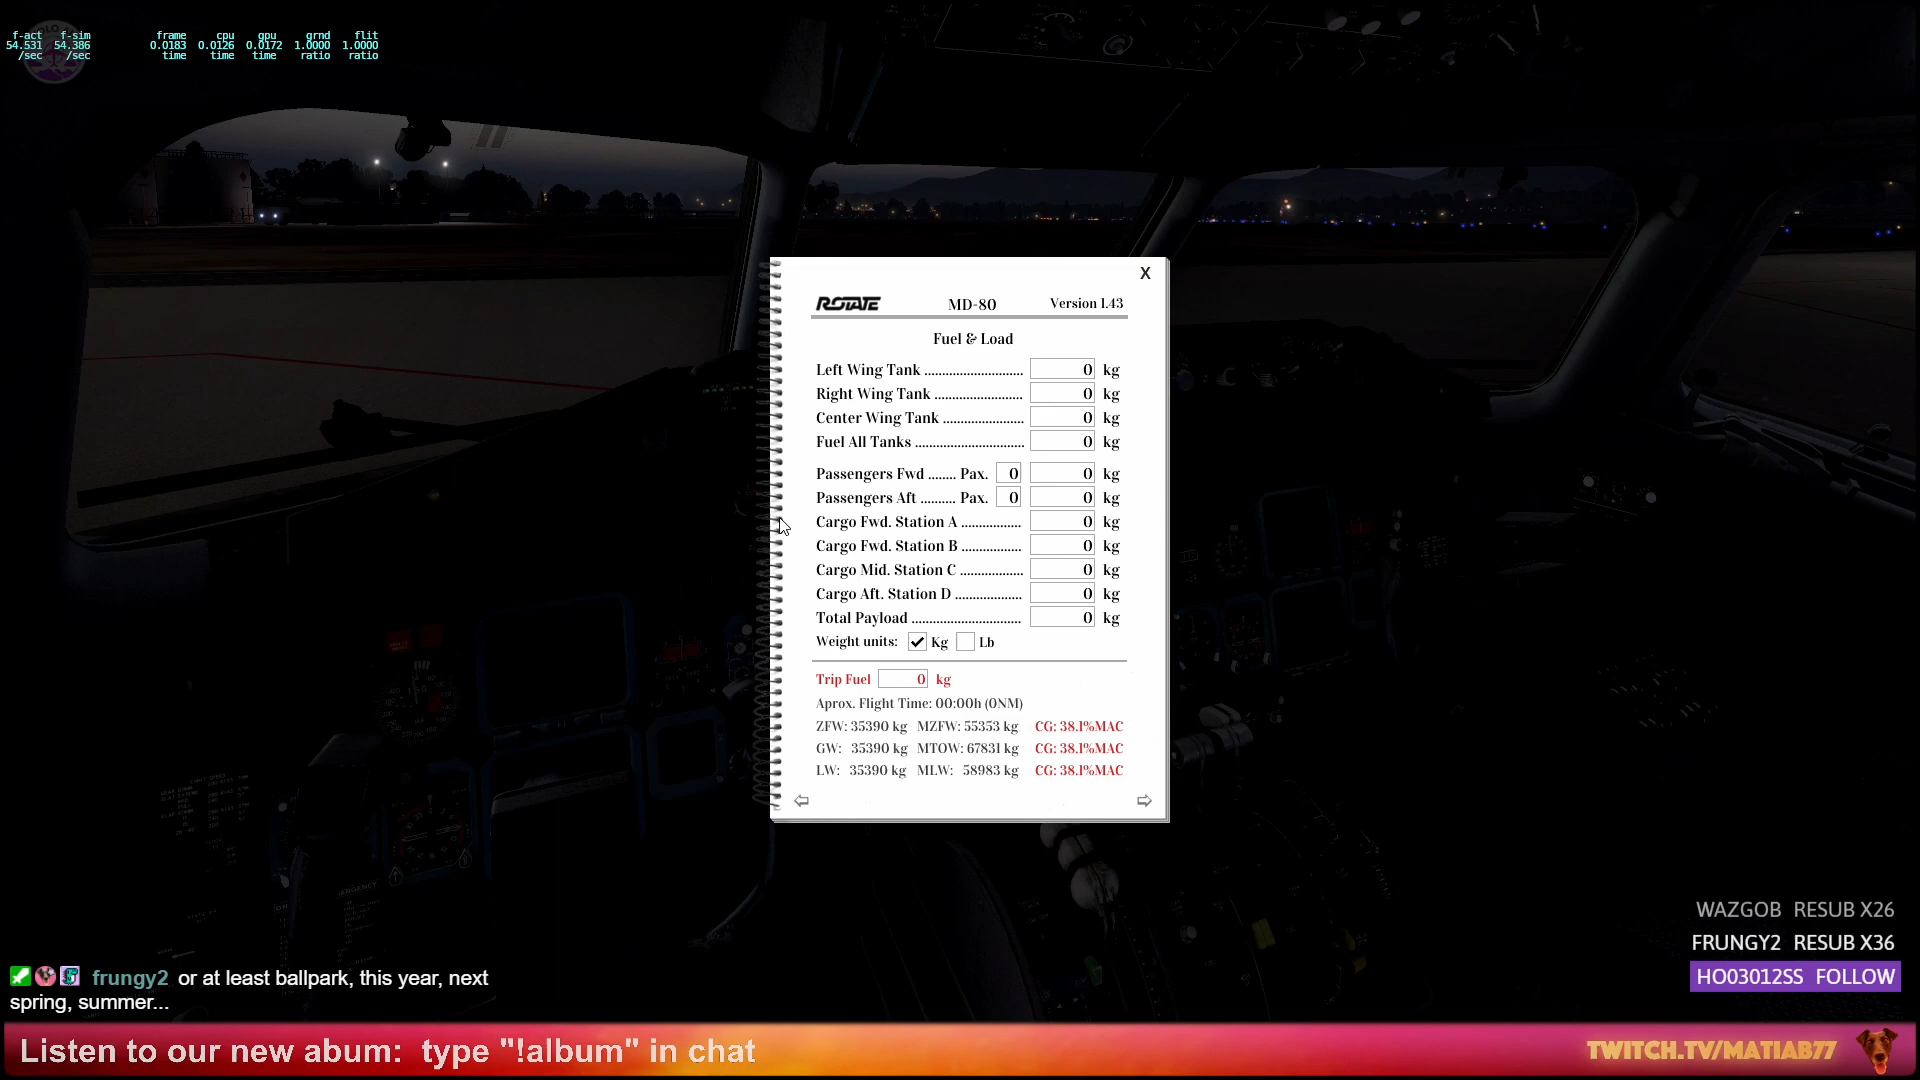 f-act f-sim frame cpu gpu grnd flit
54.531 54.386 0.0183 0.0126 0.0172 1.0000 1.0000
/sec /sec time time time ratio ratio
X
ROTATE MD-80 Version 1.43
Fuel & Load
Left Wing Tank ........................... 0 kg
Right Wing Tank ........................ 0 kg
Center Wing Tank ...................... 0 kg
Fuel All Tanks .............................. 0 kg
Passengers Fwd ........ Pax. 0 0 kg
Passengers Aft .......... Pax. 0 0 kg
Cargo Fwd. Station A ................ 0 kg
Cargo Fwd. Station B ................ 0 kg
Cargo Mid. Station C ................. 0 kg
Cargo Aft. Station D .................. 0 kg
Total Payload .............................. 0 kg
Weight units: ✔ Kg Lb
Trip Fuel 0 kg
Aprox. Flight Time: 00:00h (0NM)
ZFW: 35390 kg MZFW: 55353 kg CG: 38.1%MAC
GW: 35390 kg MTOW: 67831 kg CG: 38.1%MAC
LW: 35390 kg MLW: 58983 kg CG: 38.1%MAC
WAZGOB RESUB X26
FRUNGY2 RESUB X36
HO03012SS FOLLOW
frungy2 or at least ballpark, this year, next
spring, summer...
Listen to our new abum: type "!album" in chat
TWITCH.TV/MATIAB77